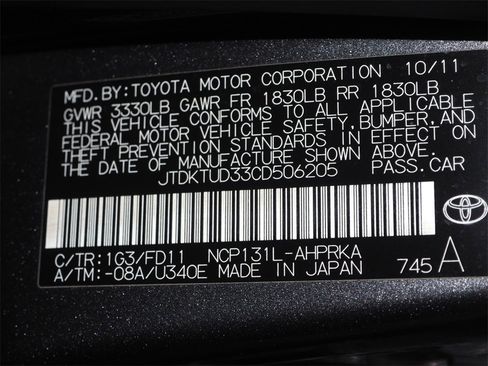 MFD. BY: TOYOTA MOTOR CORPORATION 10/11
GVWR 3330LB GAWR FR 1830LB RR 1830LB
THIS VEHICLE CONFORMS TO ALL APPLICABLE
FEDERAL MOTOR VEHICLE SAFETY, BUMPER, AND
THEFT PREVENTION STANDARDS IN EFFECT ON
THE DATE OF MANUFACTURE SHOWN ABOVE.
JTDKTUD33CD506205 PASS. CAR
C/TR: 1G3/FD11 NCP131L-AHPRKA
A/TM: -08A/U340E MADE IN JAPAN 745 A